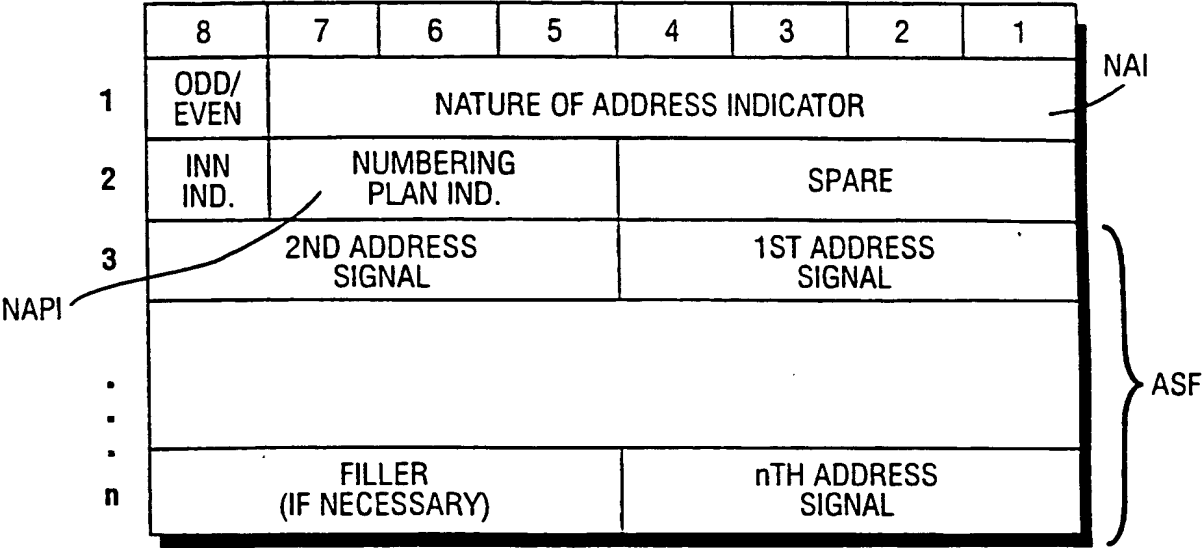 8 7 6 5 4 3 2 1
NAI
1 ODD/ EVEN NATURE OF ADDRESS INDICATOR
2 INN IND. NUMBERING PLAN IND. SPARE
3 2ND ADDRESS SIGNAL 1ST ADDRESS SIGNAL
NAPI
ASF
n FILLER (IF NECESSARY) nTH ADDRESS SIGNAL